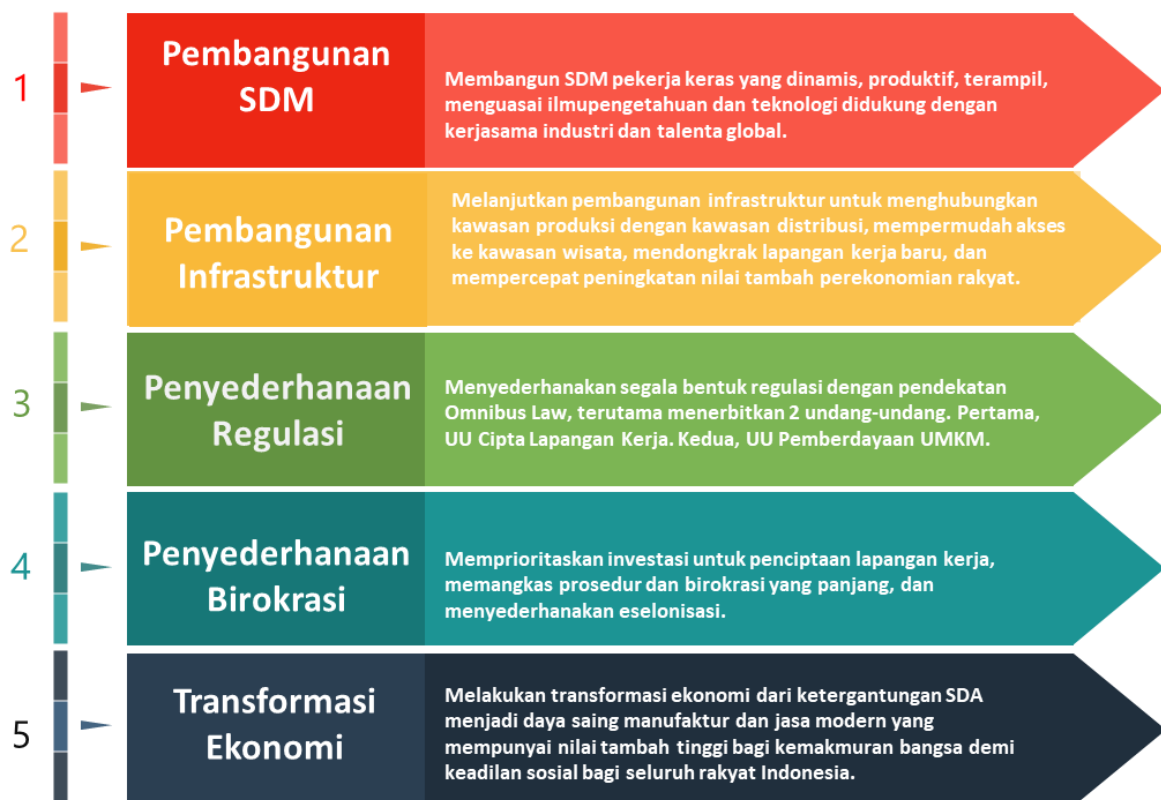 1
Pembangunan
SDM
Membangun SDM pekerja keras yang dinamis, produktif, terampil,
menguasai ilmupengetahuan dan teknologi didukung dengan
kerjasama industri dan talenta global.
2
Pembangunan
Infrastruktur
Melanjutkan pembangunan infrastruktur untuk menghubungkan
kawasan produksi dengan kawasan distribusi, mempermudah akses
ke kawasan wisata, mendongkrak lapangan kerja baru, dan
mempercepat peningkatan nilai tambah perekonomian rakyat.
3
Penyederhanaan
Regulasi
Menyederhanakan segala bentuk regulasi dengan pendekatan
Omnibus Law, terutama menerbitkan 2 undang-undang. Pertama,
UU Cipta Lapangan Kerja. Kedua, UU Pemberdayaan UMKM.
4
Penyederhanaan
Birokrasi
Memprioritaskan investasi untuk penciptaan lapangan kerja,
memangkas prosedur dan birokrasi yang panjang, dan
menyederhanakan eselonisasi.
5
Transformasi
Ekonomi
Melakukan transformasi ekonomi dari ketergantungan SDA
menjadi daya saing manufaktur dan jasa modern yang
mempunyai nilai tambah tinggi bagi kemakmuran bangsa demi
keadilan sosial bagi seluruh rakyat Indonesia.